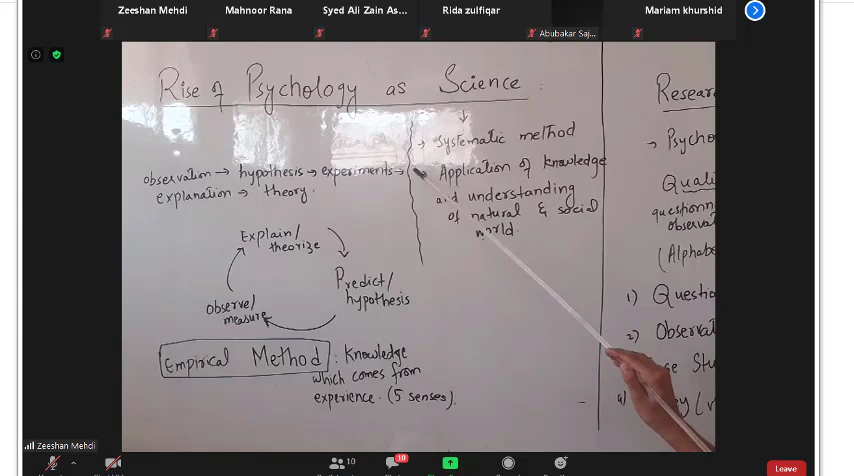 Zeeshan Mehdi
Mahnoor Rana
Syed Ali Zain As...
Rida zulfiqar
Abubakar Saj...
Mariam khurshid
Rise of Psychology as Science :
→ Systematic method
→ Application of knowledge
and understanding
of natural & social
world.
observation → hypothesis → experiments →
explanation → theory.
Explain/
theorize
Predict/
hypothesis
Observe/
measure
Empirical Method : Knowledge
which comes from
experience. (5 senses).
Resear
→ Psycho
Qual
questionn
observa
(Alphabe
1) Questio
2) Observat
Stu
4)
Zeeshan Mehdi
10
10
Leave